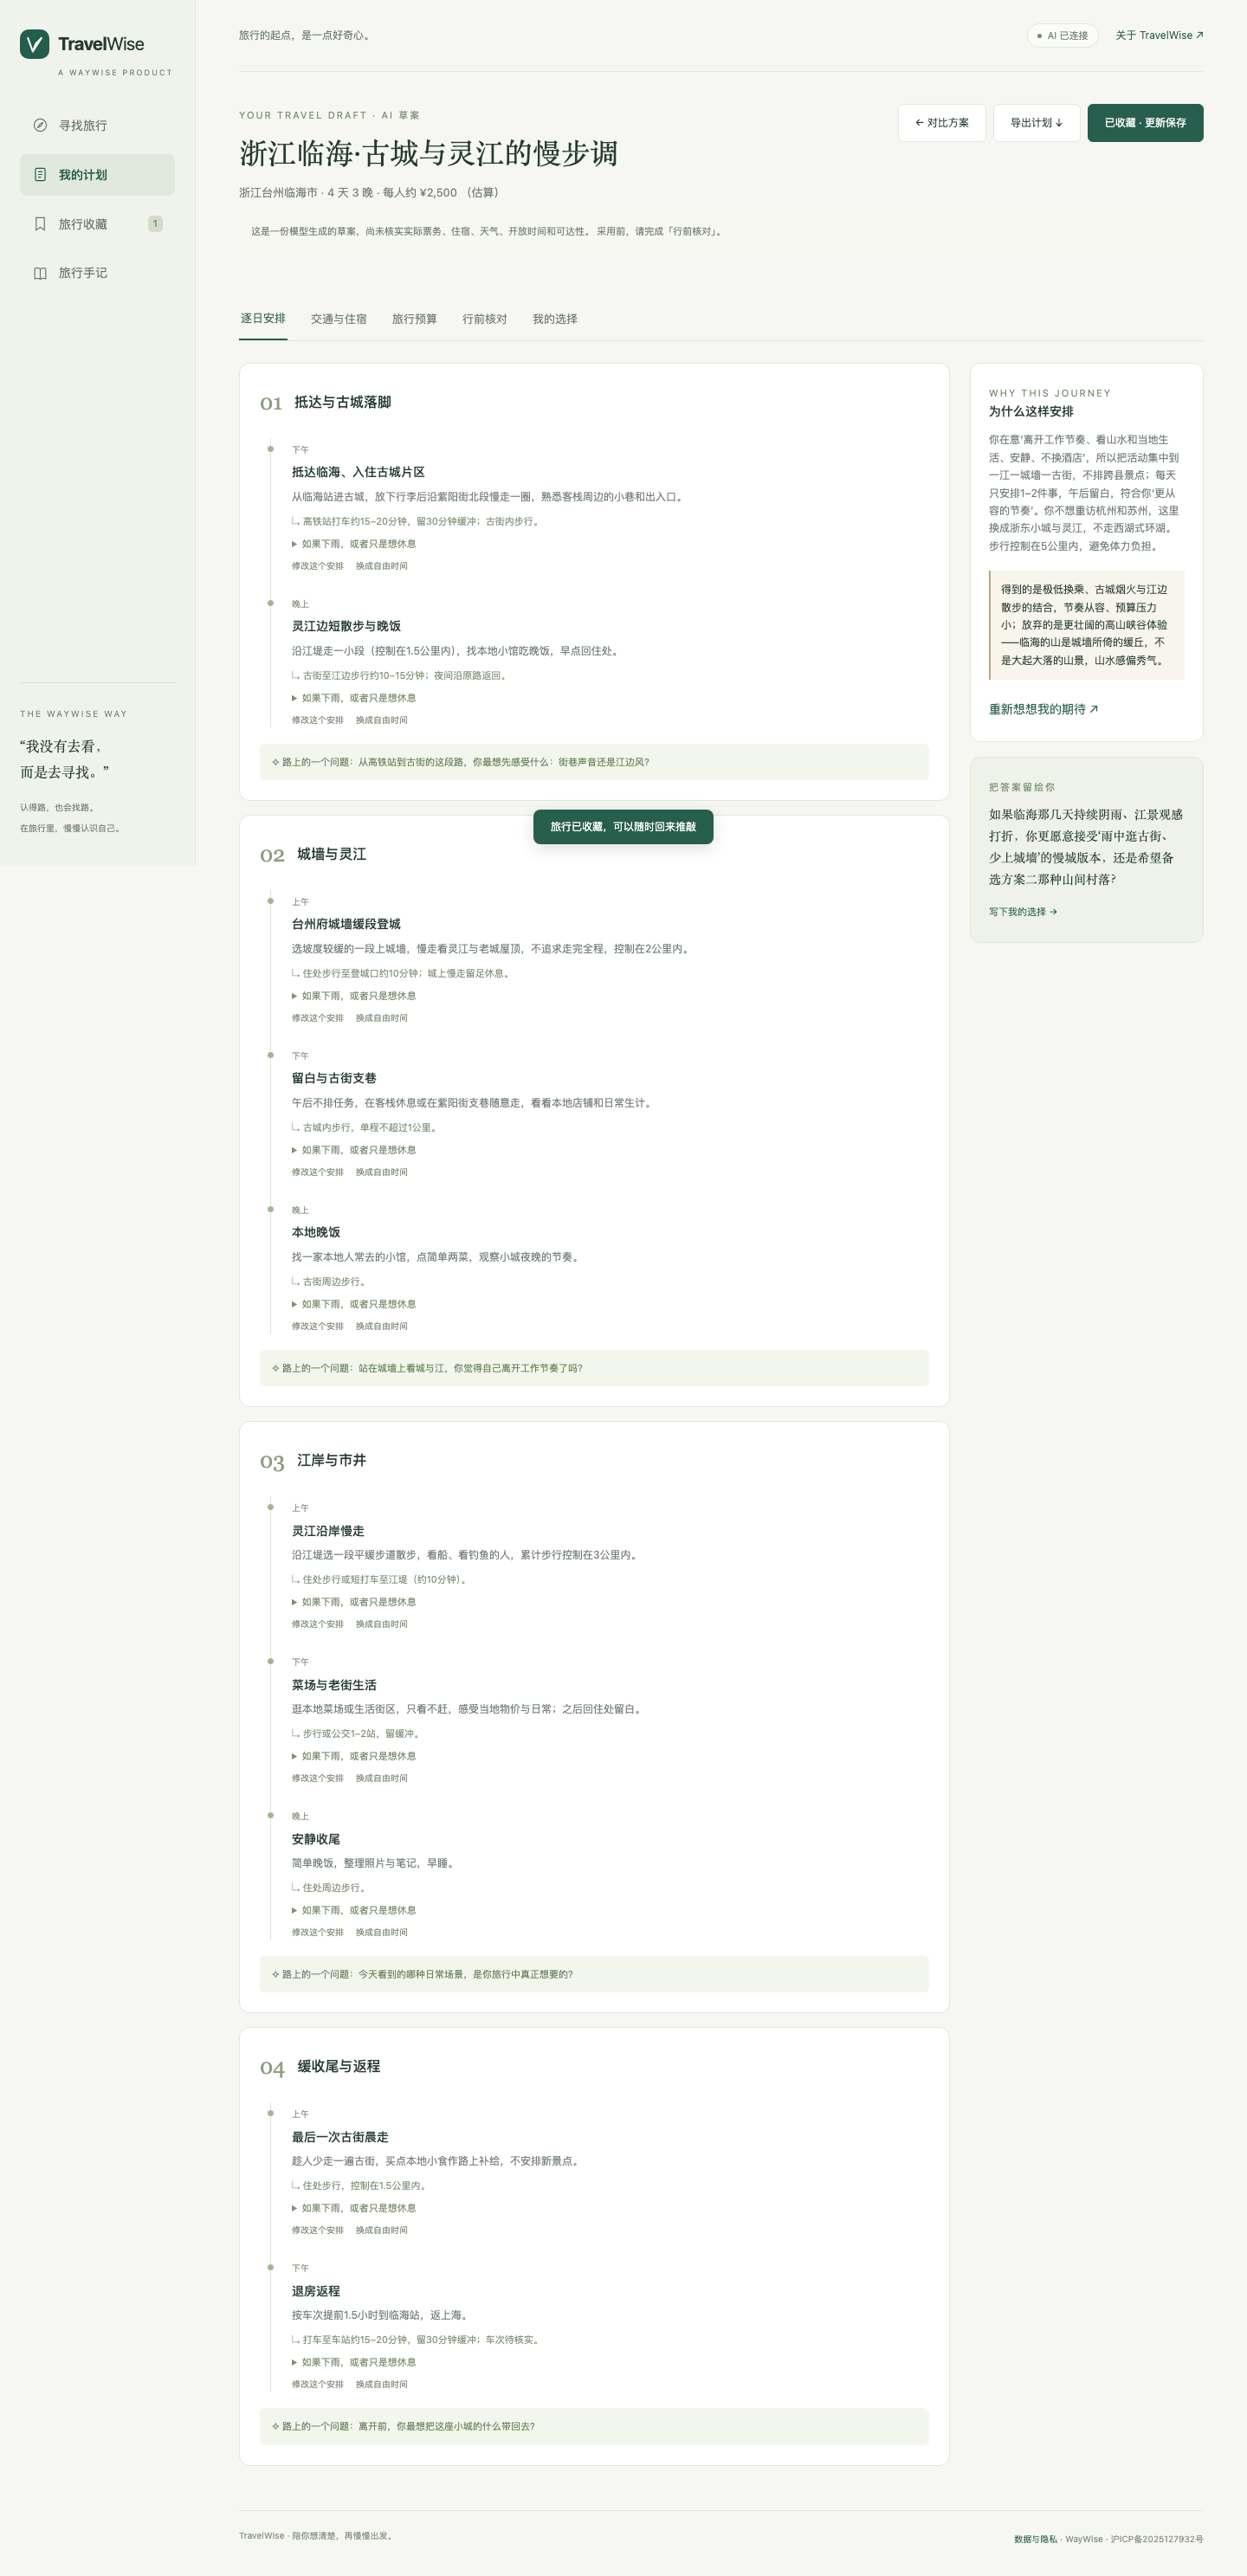 TravelWise
A WAYWISE PRODUCT
寻找旅行
我的计划
旅行收藏 1
旅行手记
THE WAYWISE WAY
“我没有去看，
而是去寻找。”
认得路，也会找路。
在旅行里，慢慢认识自己。
旅行的起点，是一点好奇心。
AI 已连接
关于 TravelWise ↗
YOUR TRAVEL DRAFT · AI 草案
浙江临海·古城与灵江的慢步调
浙江台州临海市 · 4 天 3 晚 · 每人约 ¥2,500 （估算）
← 对比方案
导出计划 ↓
已收藏 · 更新保存
这是一份模型生成的草案，尚未核实实际票务、住宿、天气、开放时间和可达性。 采用前，请完成「行前核对」。
逐日安排 交通与住宿 旅行预算 行前核对 我的选择
01 抵达与古城落脚
下午
抵达临海、入住古城片区
从临海站进古城，放下行李后沿紫阳街北段慢走一圈，熟悉客栈周边的小巷和出入口。
高铁站打车约15–20分钟，留30分钟缓冲；古街内步行。
▶ 如果下雨，或者只是想休息
修改这个安排 换成自由时间
晚上
灵江边短散步与晚饭
沿江堤走一小段（控制在1.5公里内），找本地小馆吃晚饭，早点回住处。
古街至江边步行约10–15分钟；夜间沿原路返回。
▶ 如果下雨，或者只是想休息
修改这个安排 换成自由时间
✧ 路上的一个问题：从高铁站到古街的这段路，你最想先感受什么：街巷声音还是江边风？
旅行已收藏，可以随时回来推敲
02 城墙与灵江
上午
台州府城墙缓段登城
选坡度较缓的一段上城墙，慢走看灵江与老城屋顶，不追求走完全程，控制在2公里内。
住处步行至登城口约10分钟；城上慢走留足休息。
▶ 如果下雨，或者只是想休息
修改这个安排 换成自由时间
下午
留白与古街支巷
午后不排任务，在客栈休息或在紫阳街支巷随意走，看看本地店铺和日常生计。
古城内步行，单程不超过1公里。
▶ 如果下雨，或者只是想休息
修改这个安排 换成自由时间
晚上
本地晚饭
找一家本地人常去的小馆，点简单两菜，观察小城夜晚的节奏。
古街周边步行。
▶ 如果下雨，或者只是想休息
修改这个安排 换成自由时间
✧ 路上的一个问题：站在城墙上看城与江，你觉得自己离开工作节奏了吗？
03 江岸与市井
上午
灵江沿岸慢走
沿江堤选一段平缓步道散步，看船、看钓鱼的人，累计步行控制在3公里内。
住处步行或短打车至江堤（约10分钟）。
▶ 如果下雨，或者只是想休息
修改这个安排 换成自由时间
下午
菜场与老街生活
逛本地菜场或生活街区，只看不赶，感受当地物价与日常；之后回住处留白。
步行或公交1–2站，留缓冲。
▶ 如果下雨，或者只是想休息
修改这个安排 换成自由时间
晚上
安静收尾
简单晚饭，整理照片与笔记，早睡。
住处周边步行。
▶ 如果下雨，或者只是想休息
修改这个安排 换成自由时间
✧ 路上的一个问题：今天看到的哪种日常场景，是你旅行中真正想要的？
04 缓收尾与返程
上午
最后一次古街晨走
趁人少走一遍古街，买点本地小食作路上补给，不安排新景点。
住处步行，控制在1.5公里内。
▶ 如果下雨，或者只是想休息
修改这个安排 换成自由时间
下午
退房返程
按车次提前1.5小时到临海站，返上海。
打车至车站约15–20分钟，留30分钟缓冲；车次待核实。
▶ 如果下雨，或者只是想休息
修改这个安排 换成自由时间
✧ 路上的一个问题：离开前，你最想把这座小城的什么带回去？
WHY THIS JOURNEY
为什么这样安排
你在意‘离开工作节奏、看山水和当地生
活、安静、不换酒店’，所以把活动集中到
一江一城墙一古街，不排跨县景点；每天
只安排1–2件事，午后留白，符合你‘更从
容的节奏’。你不想重访杭州和苏州，这里
换成浙东小城与灵江，不走西湖式环湖。
步行控制在5公里内，避免体力负担。
得到的是极低换乘、古城烟火与江边
散步的结合，节奏从容、预算压力
小；放弃的是更壮阔的高山峡谷体验
——临海的山是城墙所倚的缓丘，不
是大起大落的山景，山水感偏秀气。
重新想想我的期待 ↗
把答案留给你
如果临海那几天持续阴雨、江景观感
打折，你更愿意接受‘雨中逛古街、
少上城墙’的慢城版本，还是希望备
选方案二那种山间村落？
写下我的选择 →
TravelWise · 陪你想清楚，再慢慢出发。
数据与隐私 · WayWise · 沪ICP备2025127932号